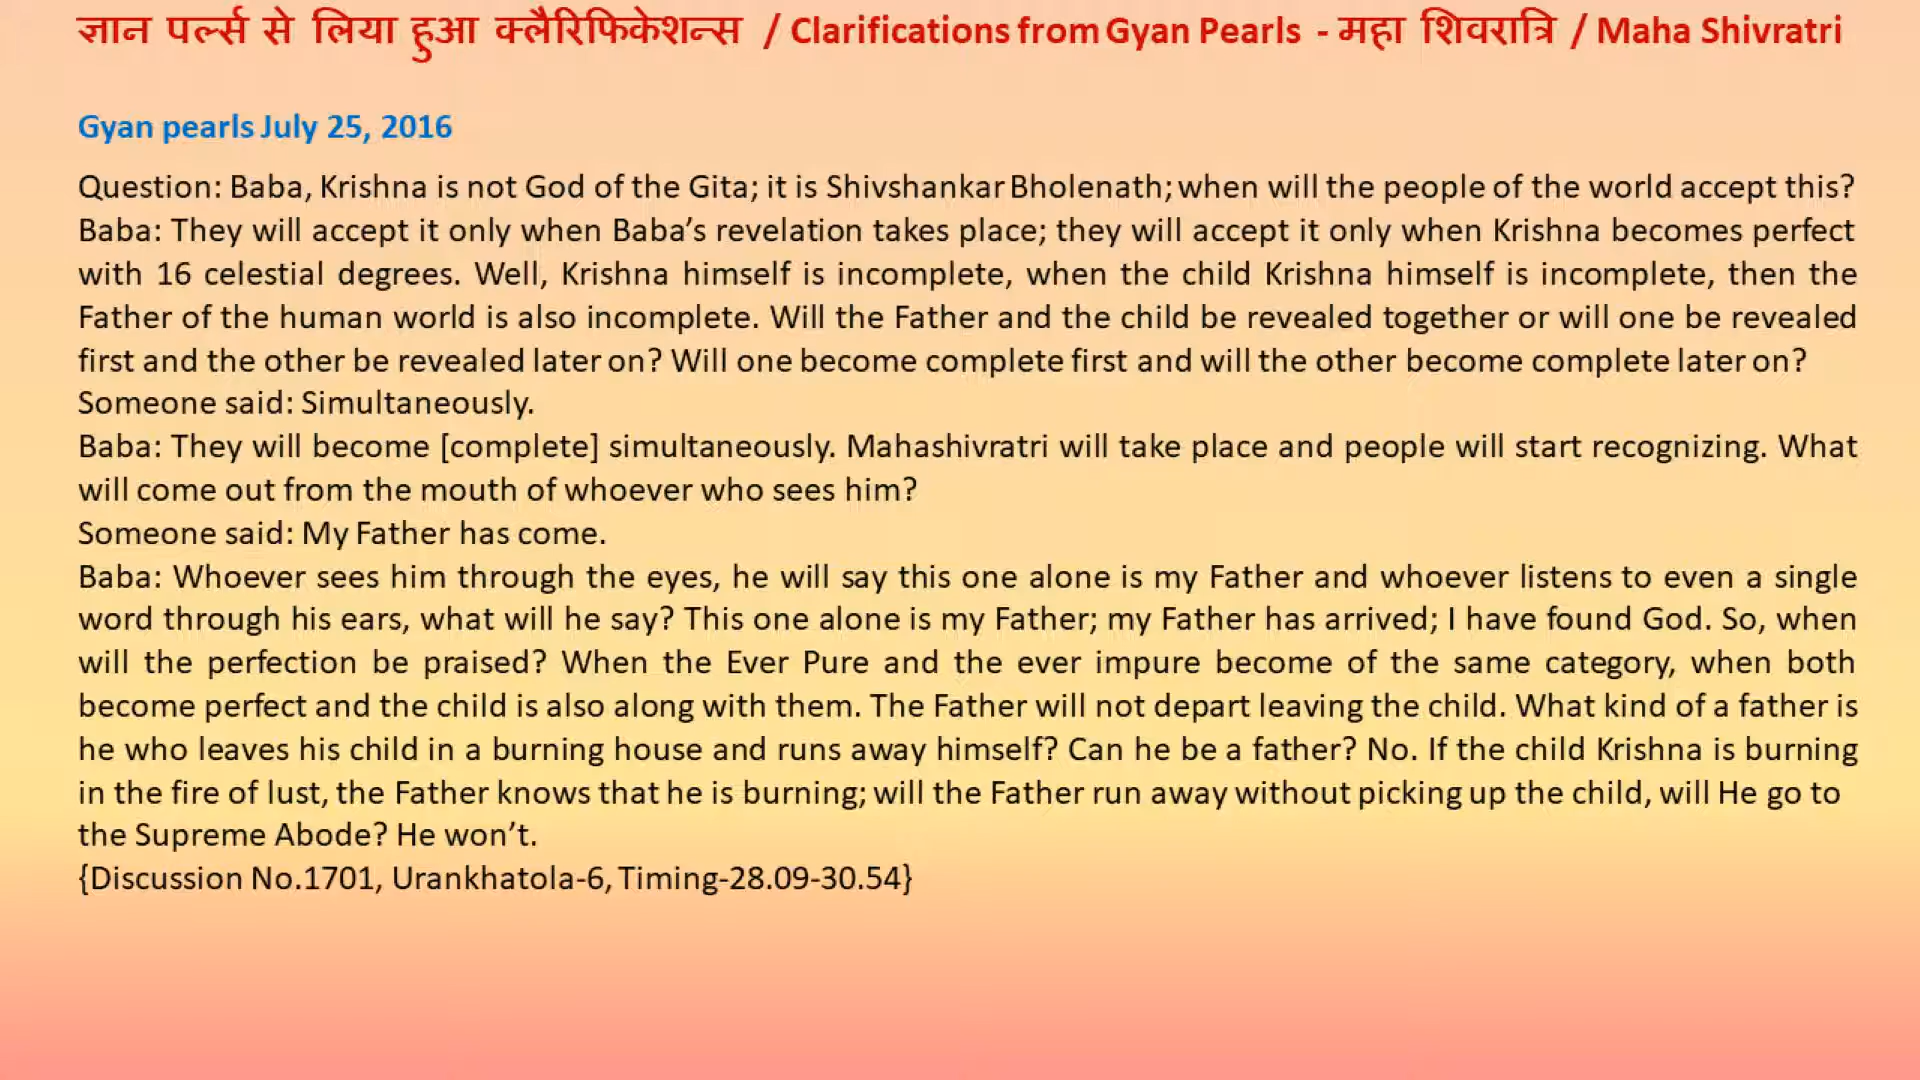 ज्ञान पर्ल्स से लिया हुआ क्लैरिफिकेशन्स / Clarifications from Gyan Pearls - महा शिवरात्रि / Maha Shivratri
Gyan pearls July 25, 2016
Question: Baba, Krishna is not God of the Gita; it is Shivshankar Bholenath; when will the people of the world accept this?
Baba: They will accept it only when Baba’s revelation takes place; they will accept it only when Krishna becomes perfect
with 16 celestial degrees. Well, Krishna himself is incomplete, when the child Krishna himself is incomplete, then the
Father of the human world is also incomplete. Will the Father and the child be revealed together or will one be revealed
first and the other be revealed later on? Will one become complete first and will the other become complete later on?
Someone said: Simultaneously.
Baba: They will become [complete] simultaneously. Mahashivratri will take place and people will start recognizing. What
will come out from the mouth of whoever who sees him?
Someone said: My Father has come.
Baba: Whoever sees him through the eyes, he will say this one alone is my Father and whoever listens to even a single
word through his ears, what will he say? This one alone is my Father; my Father has arrived; I have found God. So, when
will the perfection be praised? When the Ever Pure and the ever impure become of the same category, when both
become perfect and the child is also along with them. The Father will not depart leaving the child. What kind of a father is
he who leaves his child in a burning house and runs away himself? Can he be a father? No. If the child Krishna is burning
in the fire of lust, the Father knows that he is burning; will the Father run away without picking up the child, will He go to
the Supreme Abode? He won’t.
{Discussion No.1701, Urankhatola-6, Timing-28.09-30.54}